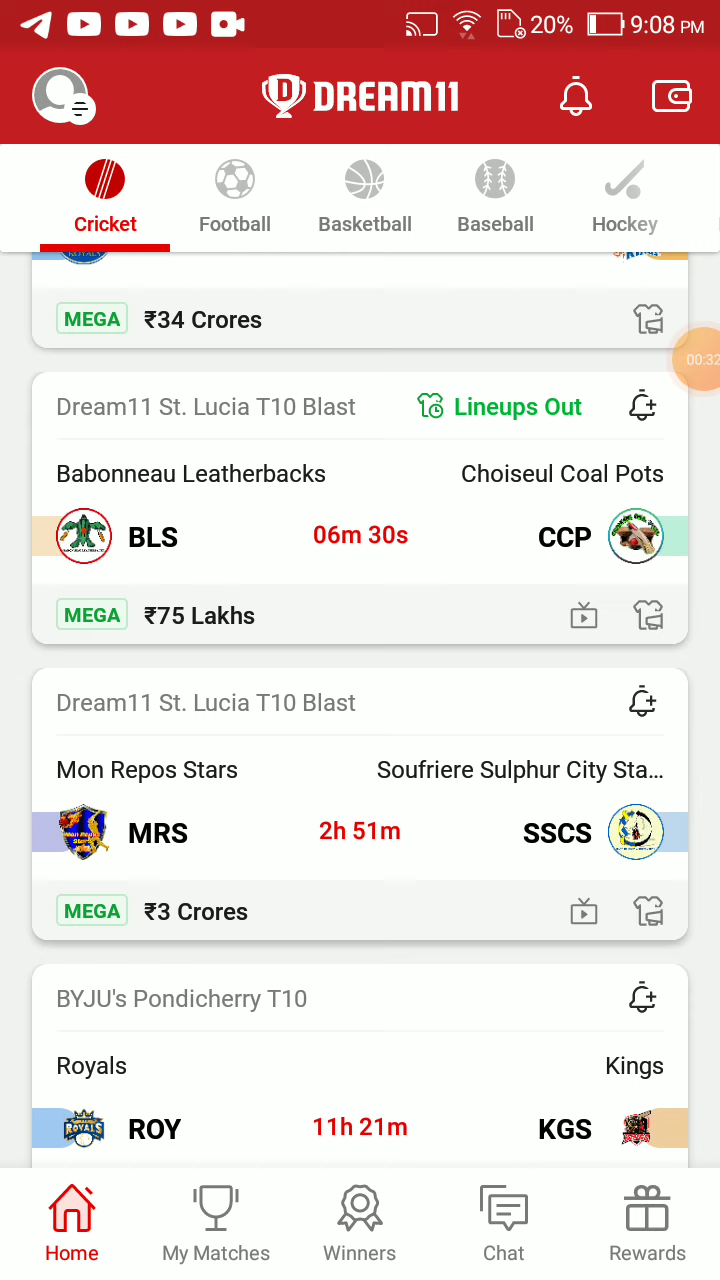 20% 9:08 PM
DREAM11
Cricket Football Basketball Baseball Hockey
MEGA ₹34 Crores
00:32
Dream11 St. Lucia T10 Blast Lineups Out
Babonneau Leatherbacks Choiseul Coal Pots
BLS 06m 30s CCP
MEGA ₹75 Lakhs
Dream11 St. Lucia T10 Blast
Mon Repos Stars Soufriere Sulphur City Sta...
MRS 2h 51m SSCS
MEGA ₹3 Crores
BYJU's Pondicherry T10
Royals Kings
ROYALS ROY 11h 21m KGS
Home My Matches Winners Chat Rewards